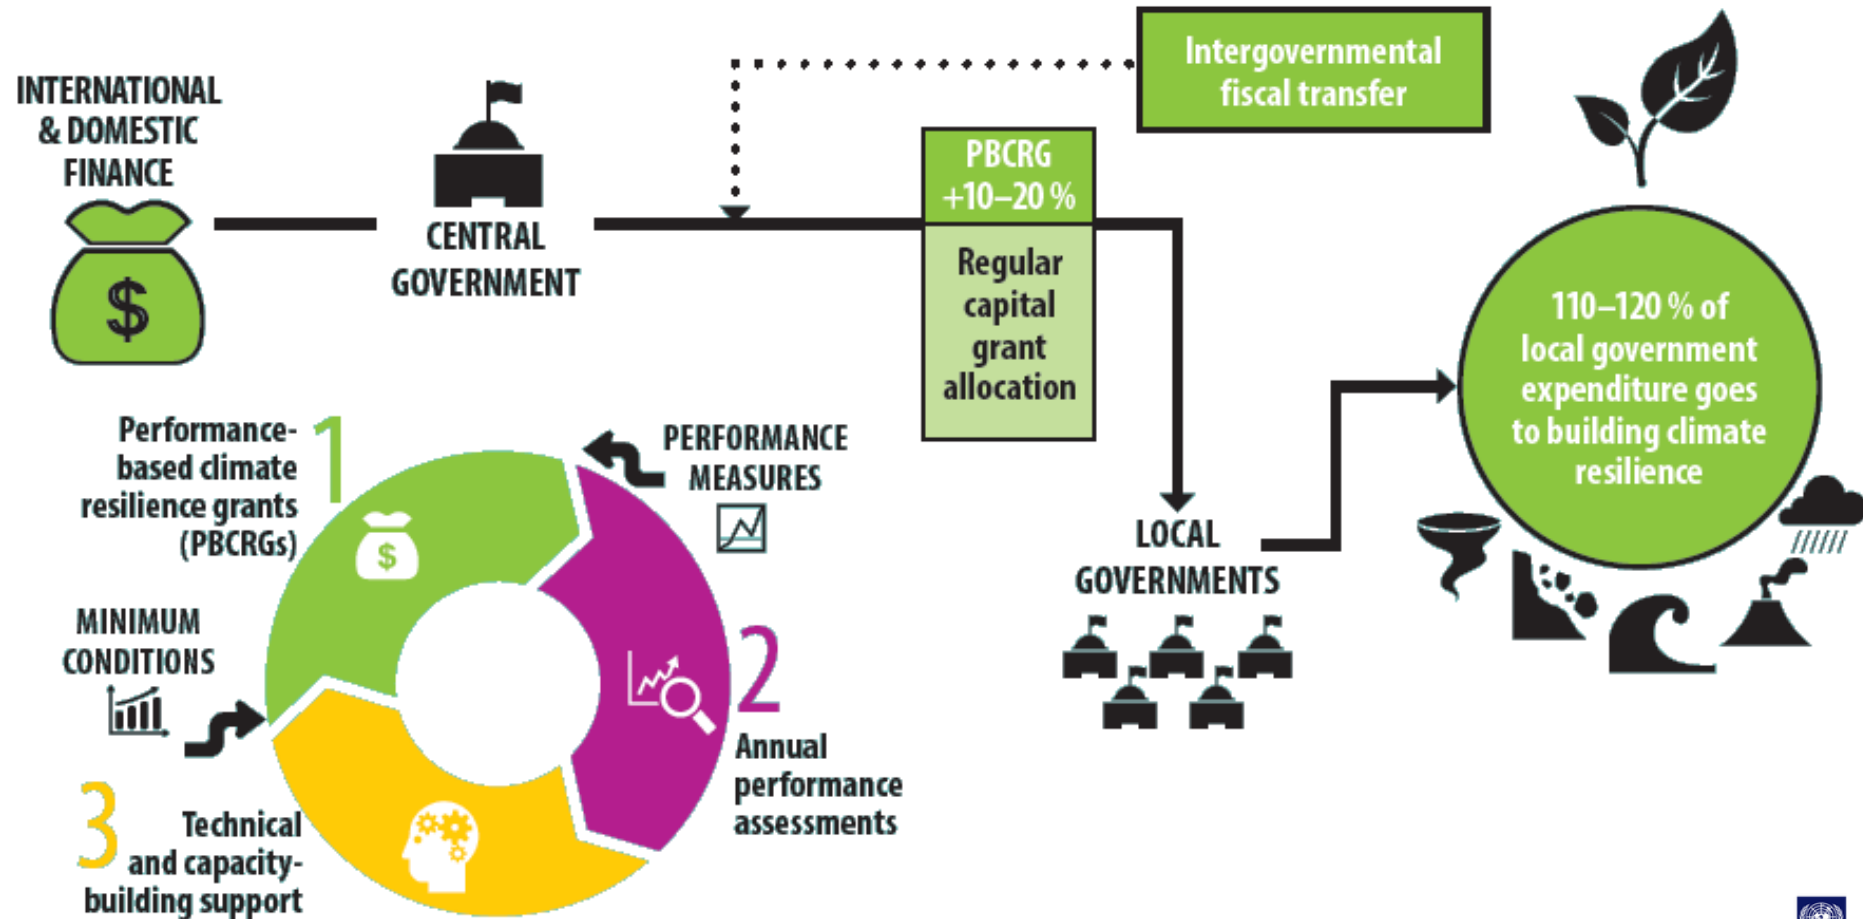 INTERNATIONAL
& DOMESTIC
FINANCE
$
CENTRAL
GOVERNMENT
Intergovernmental
fiscal transfer
PBCRG
+10–20 %
Regular
capital
grant
allocation
LOCAL
GOVERNMENTS
110–120 % of
local government
expenditure goes
to building climate
resilience
1
Performance-
based climate
resilience grants
(PBCRGs)
$
PERFORMANCE
MEASURES
MINIMUM
CONDITIONS
2
Annual
performance
assessments
3
Technical
and capacity-
building support